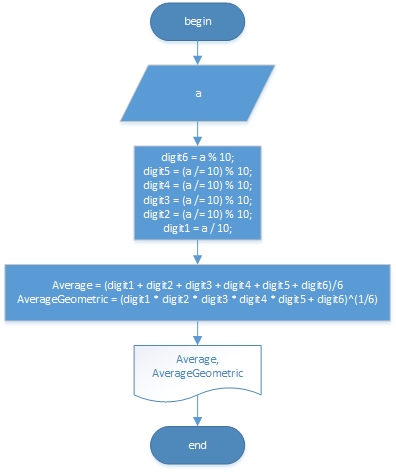 begin
a
digit6 = a % 10;
digit5 = (a /= 10) % 10;
digit4 = (a /= 10) % 10;
digit3 = (a /= 10) % 10;
digit2 = (a /= 10) % 10;
digit1 = a / 10;
Average = (digit1 + digit2 + digit3 + digit4 + digit5 + digit6)/6
AverageGeometric = (digit1 * digit2 * digit3 * digit4 * digit5 + digit6)^(1/6)
Average,
AverageGeometric
end